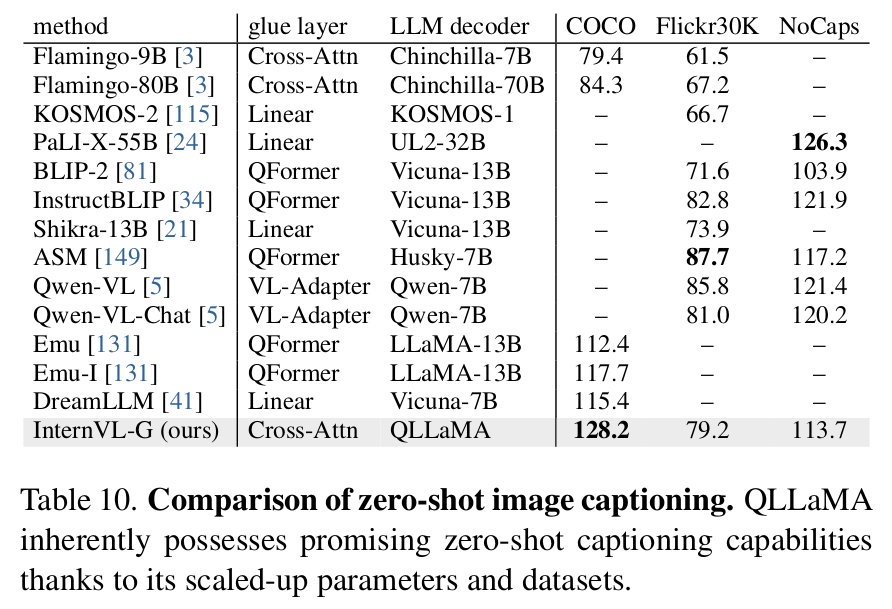 method glue layer LLM decoder COCO Flickr30K NoCaps
Flamingo-9B [3] Cross-Attn Chinchilla-7B 79.4 61.5 –
Flamingo-80B [3] Cross-Attn Chinchilla-70B 84.3 67.2 –
KOSMOS-2 [115] Linear KOSMOS-1 – 66.7 –
PaLI-X-55B [24] Linear UL2-32B – – 126.3
BLIP-2 [81] QFormer Vicuna-13B – 71.6 103.9
InstructBLIP [34] QFormer Vicuna-13B – 82.8 121.9
Shikra-13B [21] Linear Vicuna-13B – 73.9 –
ASM [149] QFormer Husky-7B – 87.7 117.2
Qwen-VL [5] VL-Adapter Qwen-7B – 85.8 121.4
Qwen-VL-Chat [5] VL-Adapter Qwen-7B – 81.0 120.2
Emu [131] QFormer LLaMA-13B 112.4 – –
Emu-I [131] QFormer LLaMA-13B 117.7 – –
DreamLLM [41] Linear Vicuna-7B 115.4 – –
InternVL-G (ours) Cross-Attn QLLaMA 128.2 79.2 113.7
Table 10. Comparison of zero-shot image captioning. QLLaMA
inherently possesses promising zero-shot captioning capabilities
thanks to its scaled-up parameters and datasets.